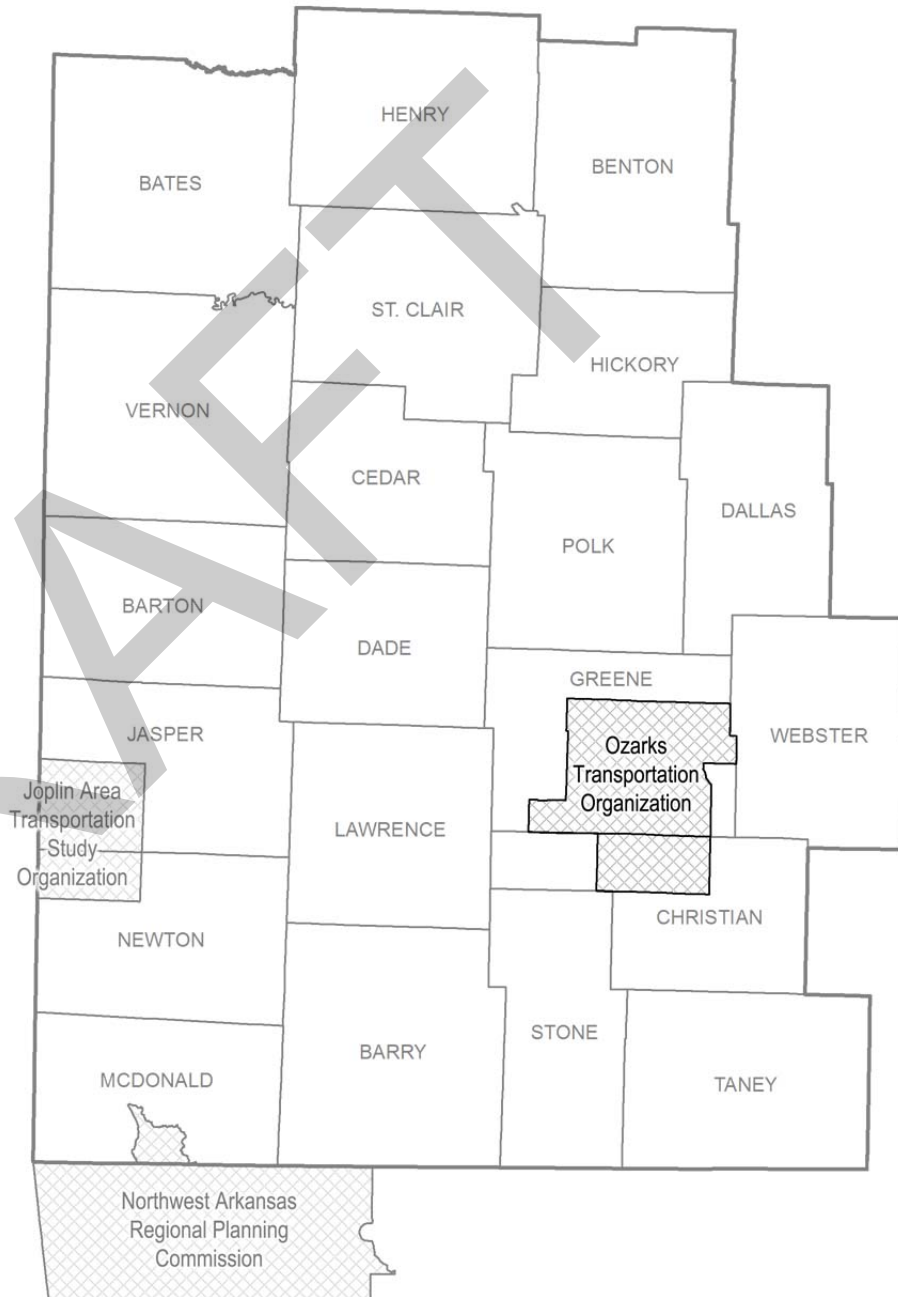 HENRY
BENTON
BATES
ST. CLAIR
HICKORY
VERNON
CEDAR
DALLAS
POLK
BARTON
DADE
GREENE
JASPER
WEBSTER
Ozarks
Transportation
Organization
Joplin Area
Transportation
Study
Organization
LAWRENCE
CHRISTIAN
NEWTON
STONE
BARRY
MCDONALD
TANEY
Northwest Arkansas
Regional Planning
Commission
RAFT